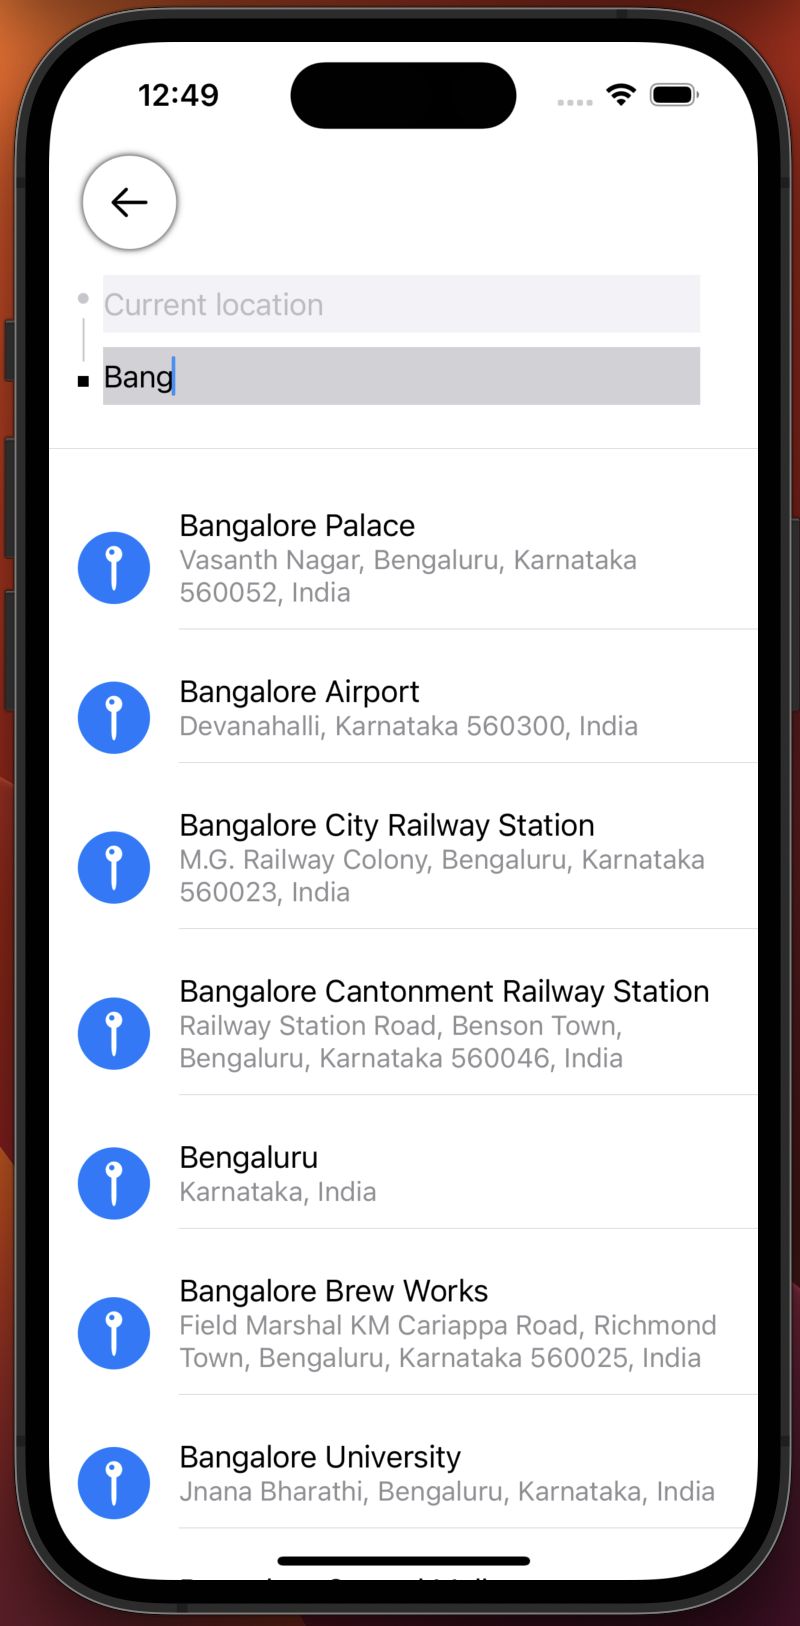 12:49
Current location
Bang
Bangalore Palace
Vasanth Nagar, Bengaluru, Karnataka
560052, India
Bangalore Airport
Devanahalli, Karnataka 560300, India
Bangalore City Railway Station
M.G. Railway Colony, Bengaluru, Karnataka
560023, India
Bangalore Cantonment Railway Station
Railway Station Road, Benson Town,
Bengaluru, Karnataka 560046, India
Bengaluru
Karnataka, India
Bangalore Brew Works
Field Marshal KM Cariappa Road, Richmond
Town, Bengaluru, Karnataka 560025, India
Bangalore University
Jnana Bharathi, Bengaluru, Karnataka, India